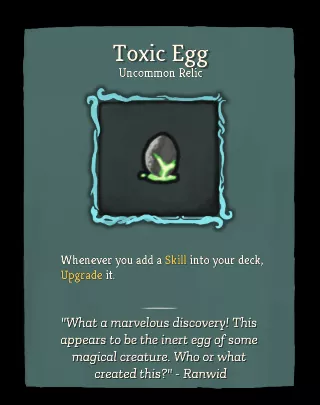 Toxic Egg
Uncommon Relic
Whenever you add a Skill into your deck,
Upgrade it.
"What a marvelous discovery! This
appears to be the inert egg of some
magical creature. Who or what
created this?" - Ranwid